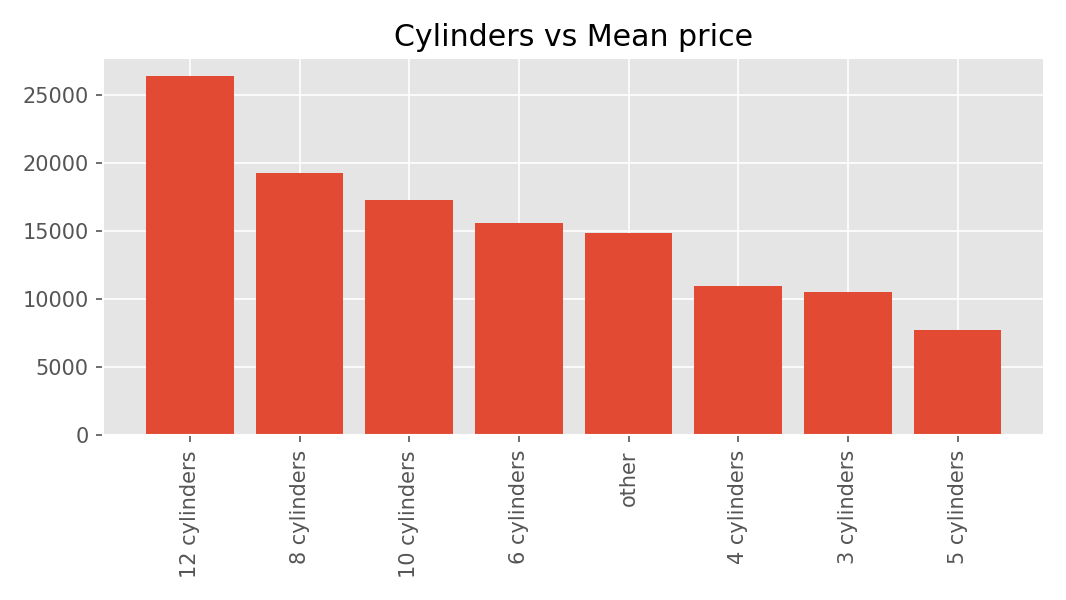 Cylinders vs Mean price
25000
20000
15000
10000
5000
0
12 cylinders
8 cylinders
10 cylinders
6 cylinders
other
4 cylinders
3 cylinders
5 cylinders